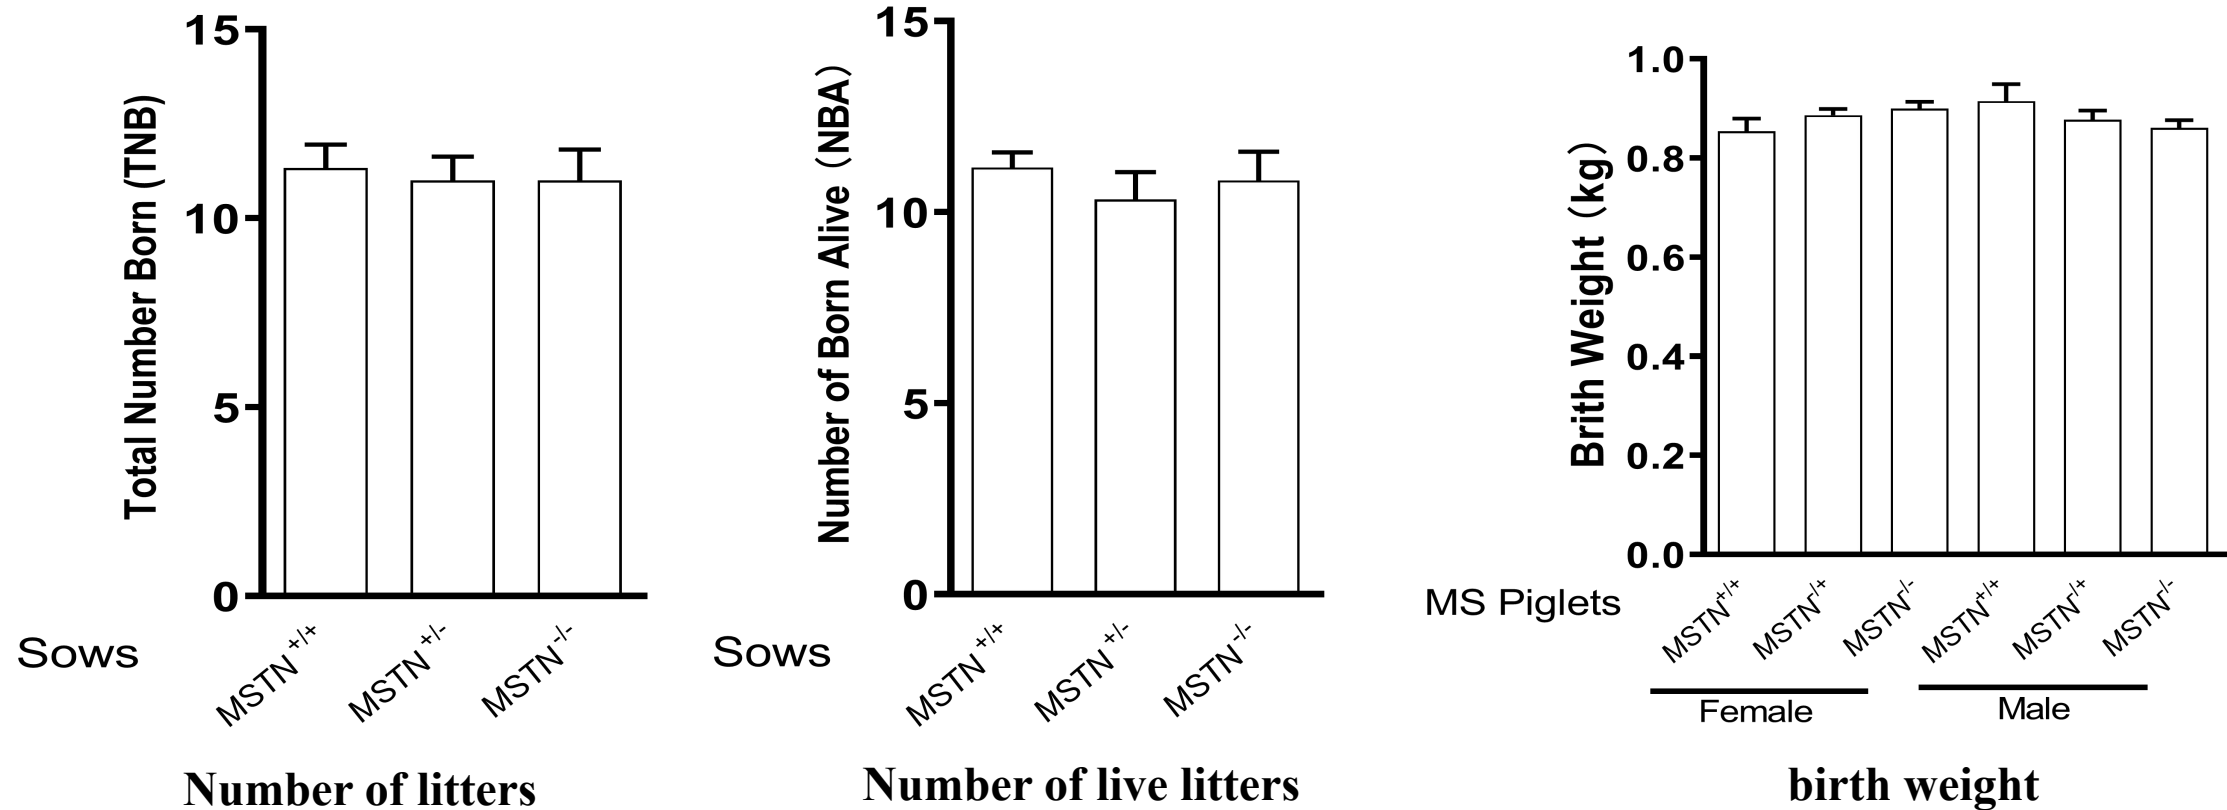 Total Number Born (TNB)
15
10
5
0
Sows
MSTN +/+
MSTN +/-
MSTN -/-
Number of litters
Number of Born Alive（NBA）
15
10
5
0
Sows
MSTN +/+
MSTN +/-
MSTN -/-
Number of live litters
Brith Weight（kg）
1.0
0.8
0.6
0.4
0.2
0.0
MS Piglets
MSTN+/+
MSTN-/+
MSTN-/-
MSTN+/+
MSTN-/+
MSTN-/-
Female
Male
birth weight